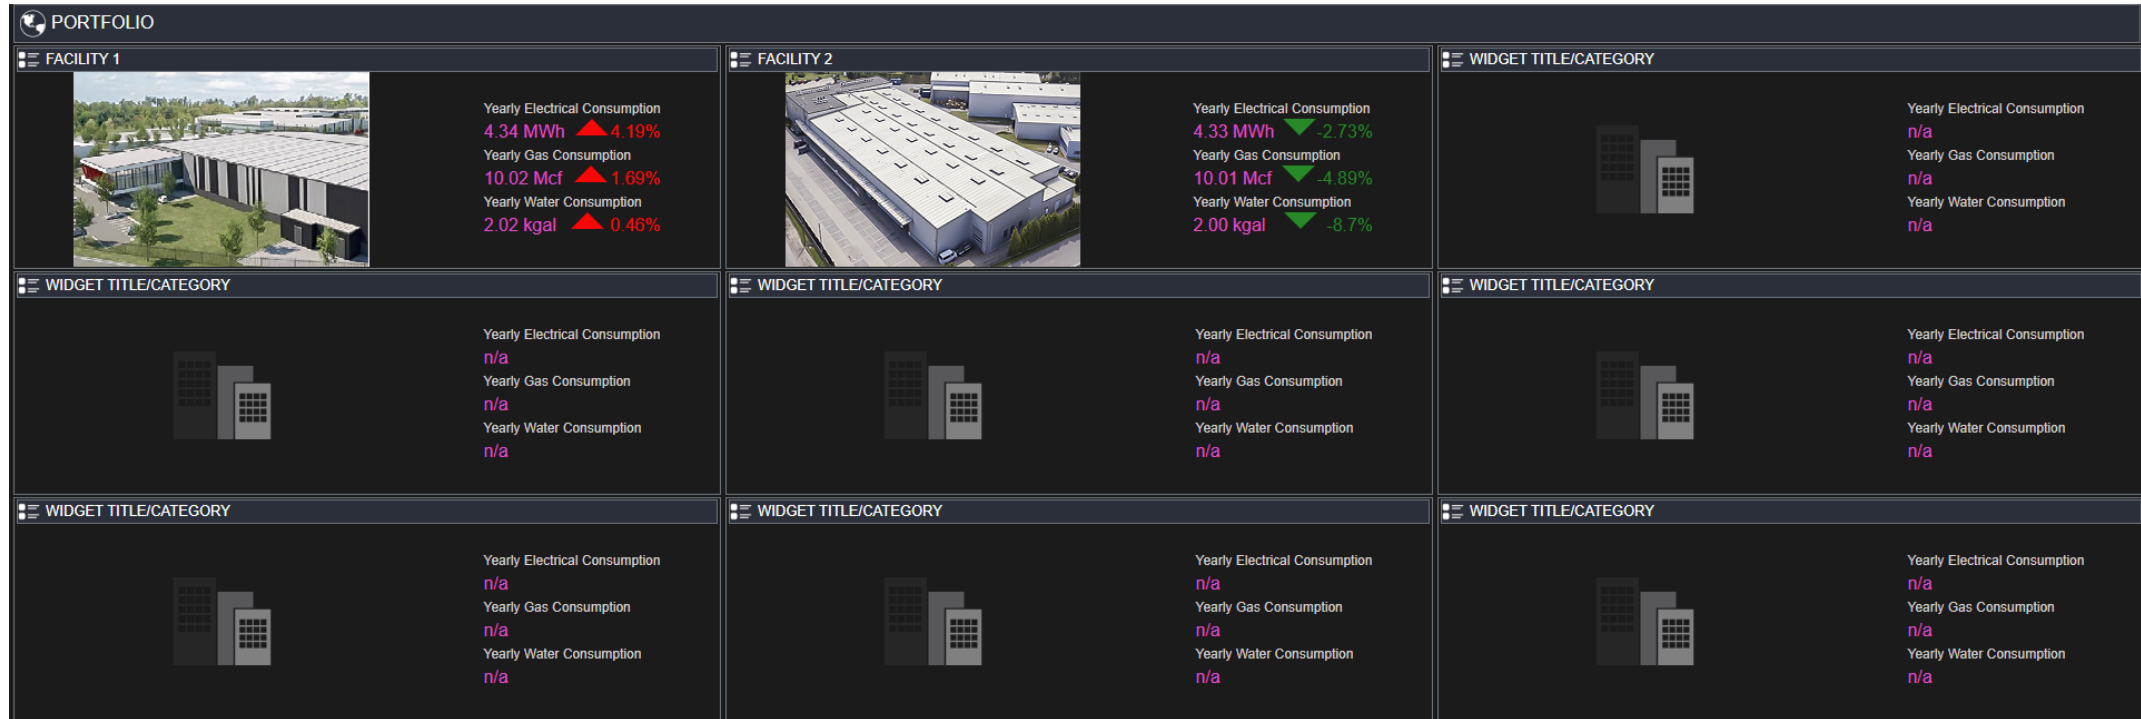 PORTFOLIO
FACILITY 1
Yearly Electrical Consumption
4.34 MWh 4.19%
Yearly Gas Consumption
10.02 Mcf 1.69%
Yearly Water Consumption
2.02 kgal 0.46%
FACILITY 2
Yearly Electrical Consumption
4.33 MWh -2.73%
Yearly Gas Consumption
10.01 Mcf -4.89%
Yearly Water Consumption
2.00 kgal -8.7%
WIDGET TITLE/CATEGORY
Yearly Electrical Consumption
n/a
Yearly Gas Consumption
n/a
Yearly Water Consumption
n/a
WIDGET TITLE/CATEGORY
Yearly Electrical Consumption
n/a
Yearly Gas Consumption
n/a
Yearly Water Consumption
n/a
WIDGET TITLE/CATEGORY
Yearly Electrical Consumption
n/a
Yearly Gas Consumption
n/a
Yearly Water Consumption
n/a
WIDGET TITLE/CATEGORY
Yearly Electrical Consumption
n/a
Yearly Gas Consumption
n/a
Yearly Water Consumption
n/a
WIDGET TITLE/CATEGORY
Yearly Electrical Consumption
n/a
Yearly Gas Consumption
n/a
Yearly Water Consumption
n/a
WIDGET TITLE/CATEGORY
Yearly Electrical Consumption
n/a
Yearly Gas Consumption
n/a
Yearly Water Consumption
n/a
WIDGET TITLE/CATEGORY
Yearly Electrical Consumption
n/a
Yearly Gas Consumption
n/a
Yearly Water Consumption
n/a